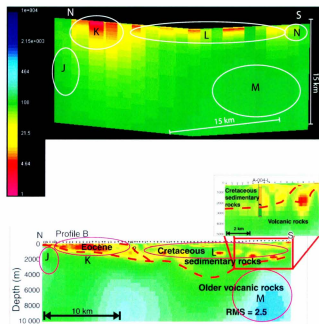 1e+004
2.15e+003
464
100
21.5
4.64
1
N
S
K
L
N
J
M
15 km
15 km
Cretaceous
sedimentary
rocks
Volcanic rocks
2 km
N
Profile B
S
J
Eocene
K
Cretaceous
L
sedimentary rocks
Older volcanic rocks
M
RMS = 2.5
10 km
Depth (m)
0
2000
4000
6000
8000
10 000